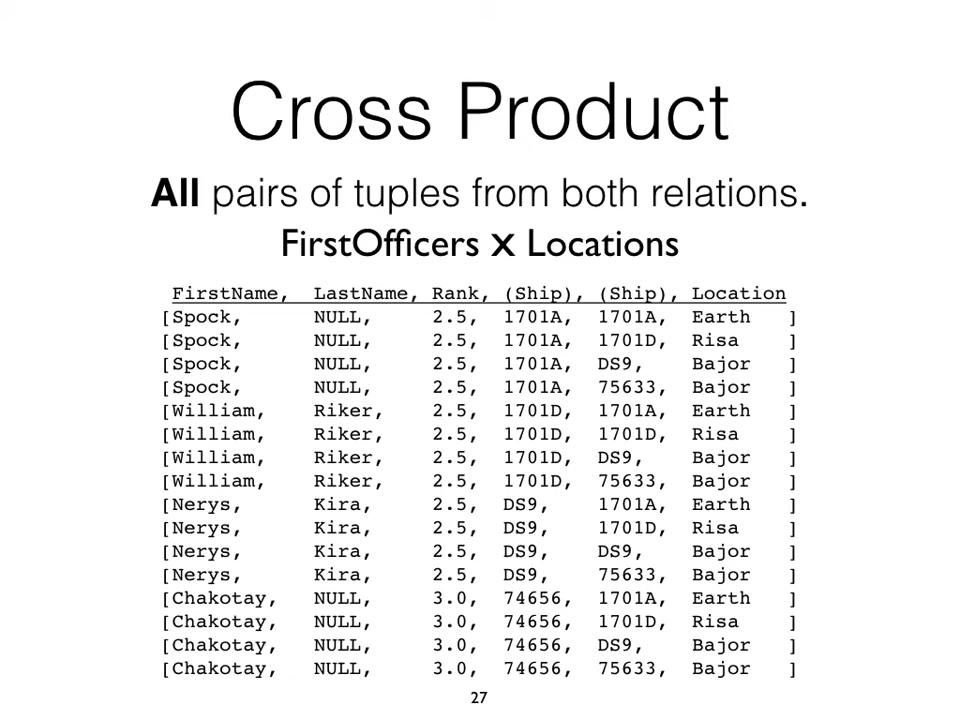 Cross Product
All pairs of tuples from both relations.
FirstOfficers x Locations
FirstName, LastName, Rank, (Ship), (Ship), Location
[Spock, NULL, 2.5, 1701A, 1701A, Earth ]
[Spock, NULL, 2.5, 1701A, 1701D, Risa ]
[Spock, NULL, 2.5, 1701A, DS9, Bajor ]
[Spock, NULL, 2.5, 1701A, 75633, Bajor ]
[William, Riker, 2.5, 1701D, 1701A, Earth ]
[William, Riker, 2.5, 1701D, 1701D, Risa ]
[William, Riker, 2.5, 1701D, DS9, Bajor ]
[William, Riker, 2.5, 1701D, 75633, Bajor ]
[Nerys, Kira, 2.5, DS9, 1701A, Earth ]
[Nerys, Kira, 2.5, DS9, 1701D, Risa ]
[Nerys, Kira, 2.5, DS9, DS9, Bajor ]
[Nerys, Kira, 2.5, DS9, 75633, Bajor ]
[Chakotay, NULL, 3.0, 74656, 1701A, Earth ]
[Chakotay, NULL, 3.0, 74656, 1701D, Risa ]
[Chakotay, NULL, 3.0, 74656, DS9, Bajor ]
[Chakotay, NULL, 3.0, 74656, 75633, Bajor ]
27